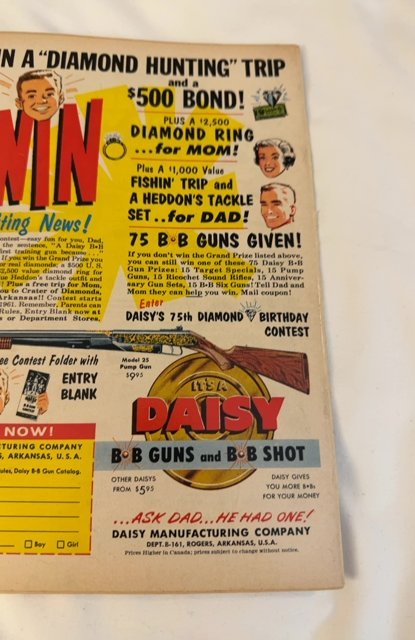 N A "DIAMOND HUNTING" TRIP
and a
$500 BOND!
WIN
PLUS A $2,500
DIAMOND RING
...for MOM!
Plus A $1,000 Value
FISHIN' TRIP and
A HEDDON'S TACKLE
SET..for DAD!
ting News!
ontest—easy fun for you, Dad,
the sentence, "A Daisy B•B
irst training gun because . . ."
If you win the Grand Prize you
or real diamonds; a $500 U.S.
2,500 value diamond ring for
ue Heddon's tackle outfit and
! Plus a free trip for Mom,
ou to Crater of Diamonds,
Arkansas!! Contest starts
1961. Remember, Parents can
Rules, Entry Blank now at
s or Department Stores.
75 B•B GUNS GIVEN!
If you don't win the Grand Prize listed above,
you can still win one of these 75 Daisy B•B
Gun Prizes: 15 Target Specials, 15 Pump
Guns, 15 Ricochet Sound Rifles, 15 Anniver-
sary Gun Sets, 15 B•B Six Guns! Tell Dad and
Mom they can help you win. Mail coupon!
Enter
DAISY'S 75th DIAMOND BIRTHDAY
CONTEST
ee Contest Folder with
ENTRY
BLANK
Model 25
Pump Gun
$9.95
IT'S A
DAISY
B•B GUNS and B•B SHOT
OTHER DAISYS
FROM $5.95
DAISY GIVES
YOU MORE B•Bs
FOR YOUR MONEY
NOW!
ACTURING COMPANY
S, ARKANSAS, U.S.A.
ules, Daisy B•B Gun Catalog.
Boy Girl
...ASK DAD...HE HAD ONE!
DAISY MANUFACTURING COMPANY
DEPT. 8-161, ROGERS, ARKANSAS, U.S.A.
Prices Higher in Canada; prices subject to change without notice.